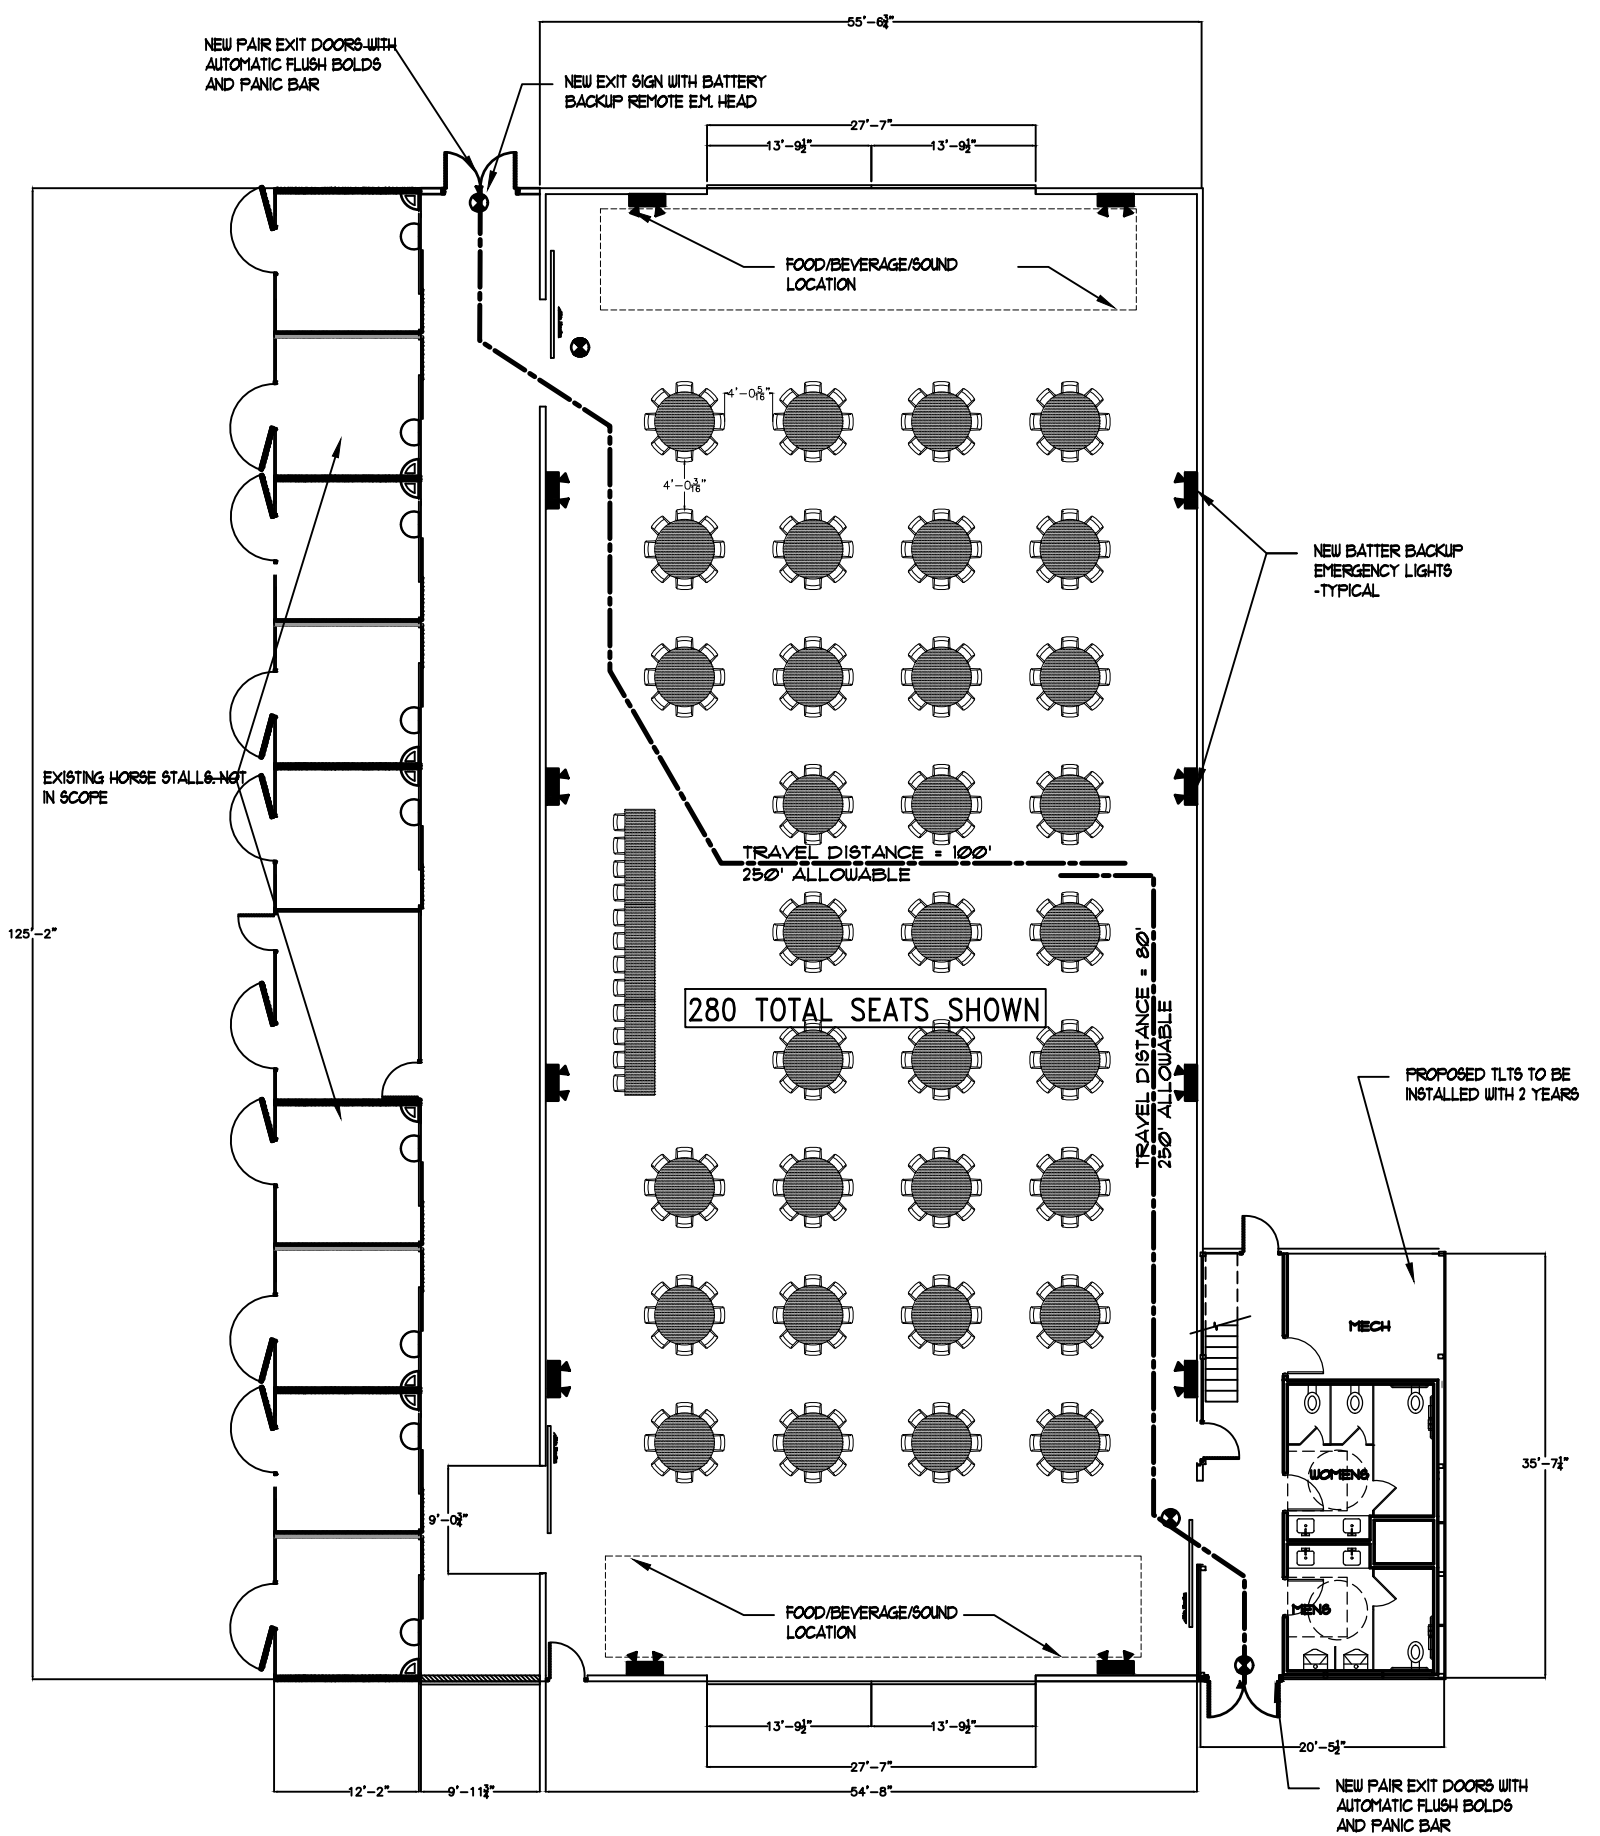 55'-6¾"
NEW PAIR EXIT DOORS WITH
AUTOMATIC FLUSH BOLDS
AND PANIC BAR
NEW EXIT SIGN WITH BATTERY
BACKUP REMOTE E.M. HEAD
27'-7"
13'-9½"
13'-9½"
FOOD/BEVERAGE/SOUND
LOCATION
4'-0 5/16"
4'-0 3/16"
NEW BATTER BACKUP
EMERGENCY LIGHTS
-TYPICAL
EXISTING HORSE STALLS. NOT
IN SCOPE
TRAVEL DISTANCE = 100'
250' ALLOWABLE
125'-2"
TRAVEL DISTANCE = 80'
250' ALLOWABLE
280 TOTAL SEATS SHOWN
PROPOSED TLTS TO BE
INSTALLED WITH 2 YEARS
MECH
35'-7¼"
WOMENS
9'-0¾"
MENS
FOOD/BEVERAGE/SOUND
LOCATION
13'-9½"
13'-9½"
20'-5½"
27'-7"
12'-2"
9'-11¾"
54'-8"
NEW PAIR EXIT DOORS WITH
AUTOMATIC FLUSH BOLDS
AND PANIC BAR